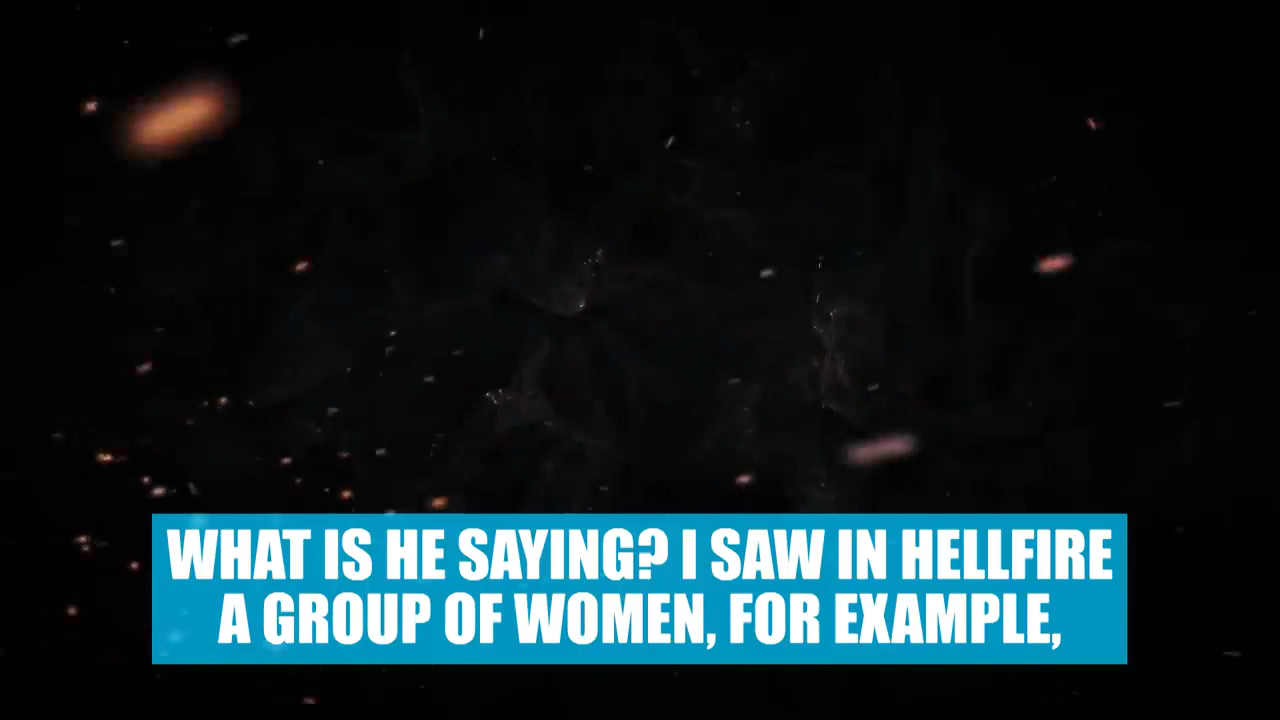 WHAT IS HE SAYING? I SAW IN HELLFIRE
A GROUP OF WOMEN, FOR EXAMPLE,